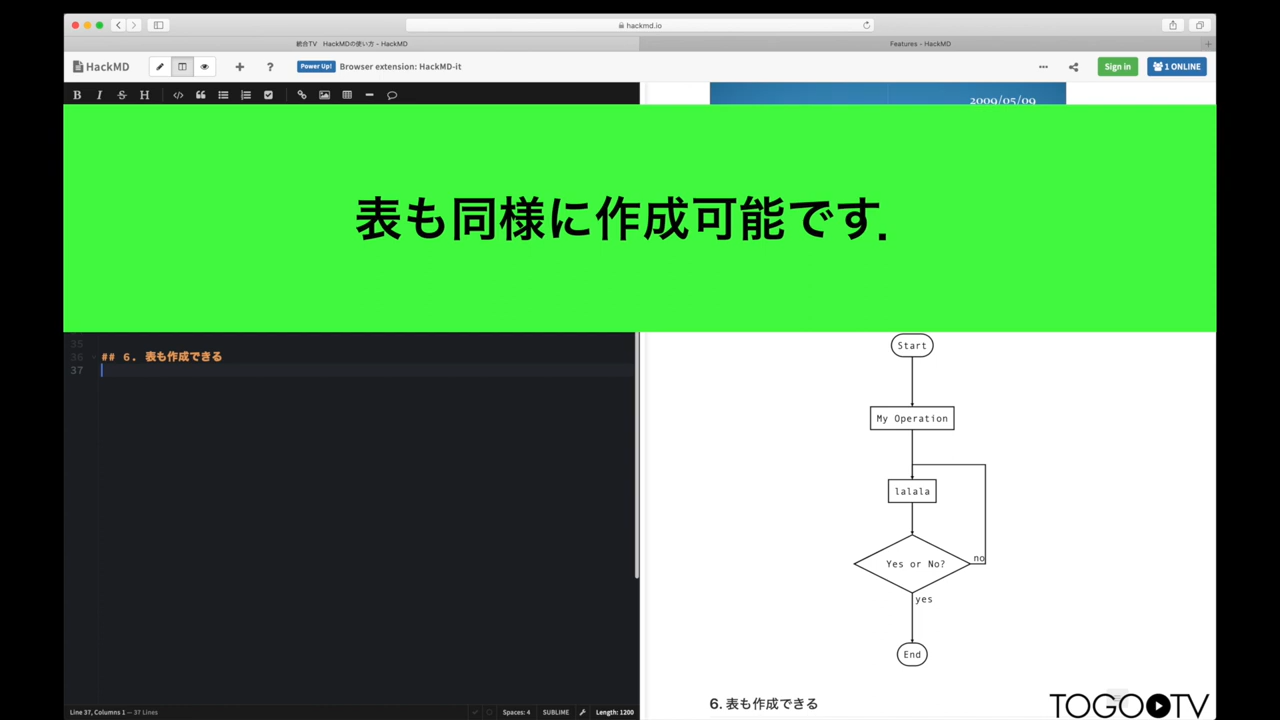 hackmd.io
統合TV HackMDの使い方 - HackMD
Features - HackMD
HackMD
Power Up!
Browser extension: HackMD-it
Sign in
1 ONLINE
B I S H
2009/05/09
表も同様に作成可能です.
35
36 ## 6. 表も作成できる
37
Start
My Operation
lalala
Yes or No?
no
yes
End
6. 表も作成できる
Line 37, Columns 1 — 37 Lines
Spaces: 4
SUBLIME
Length: 1200
TOGOTV